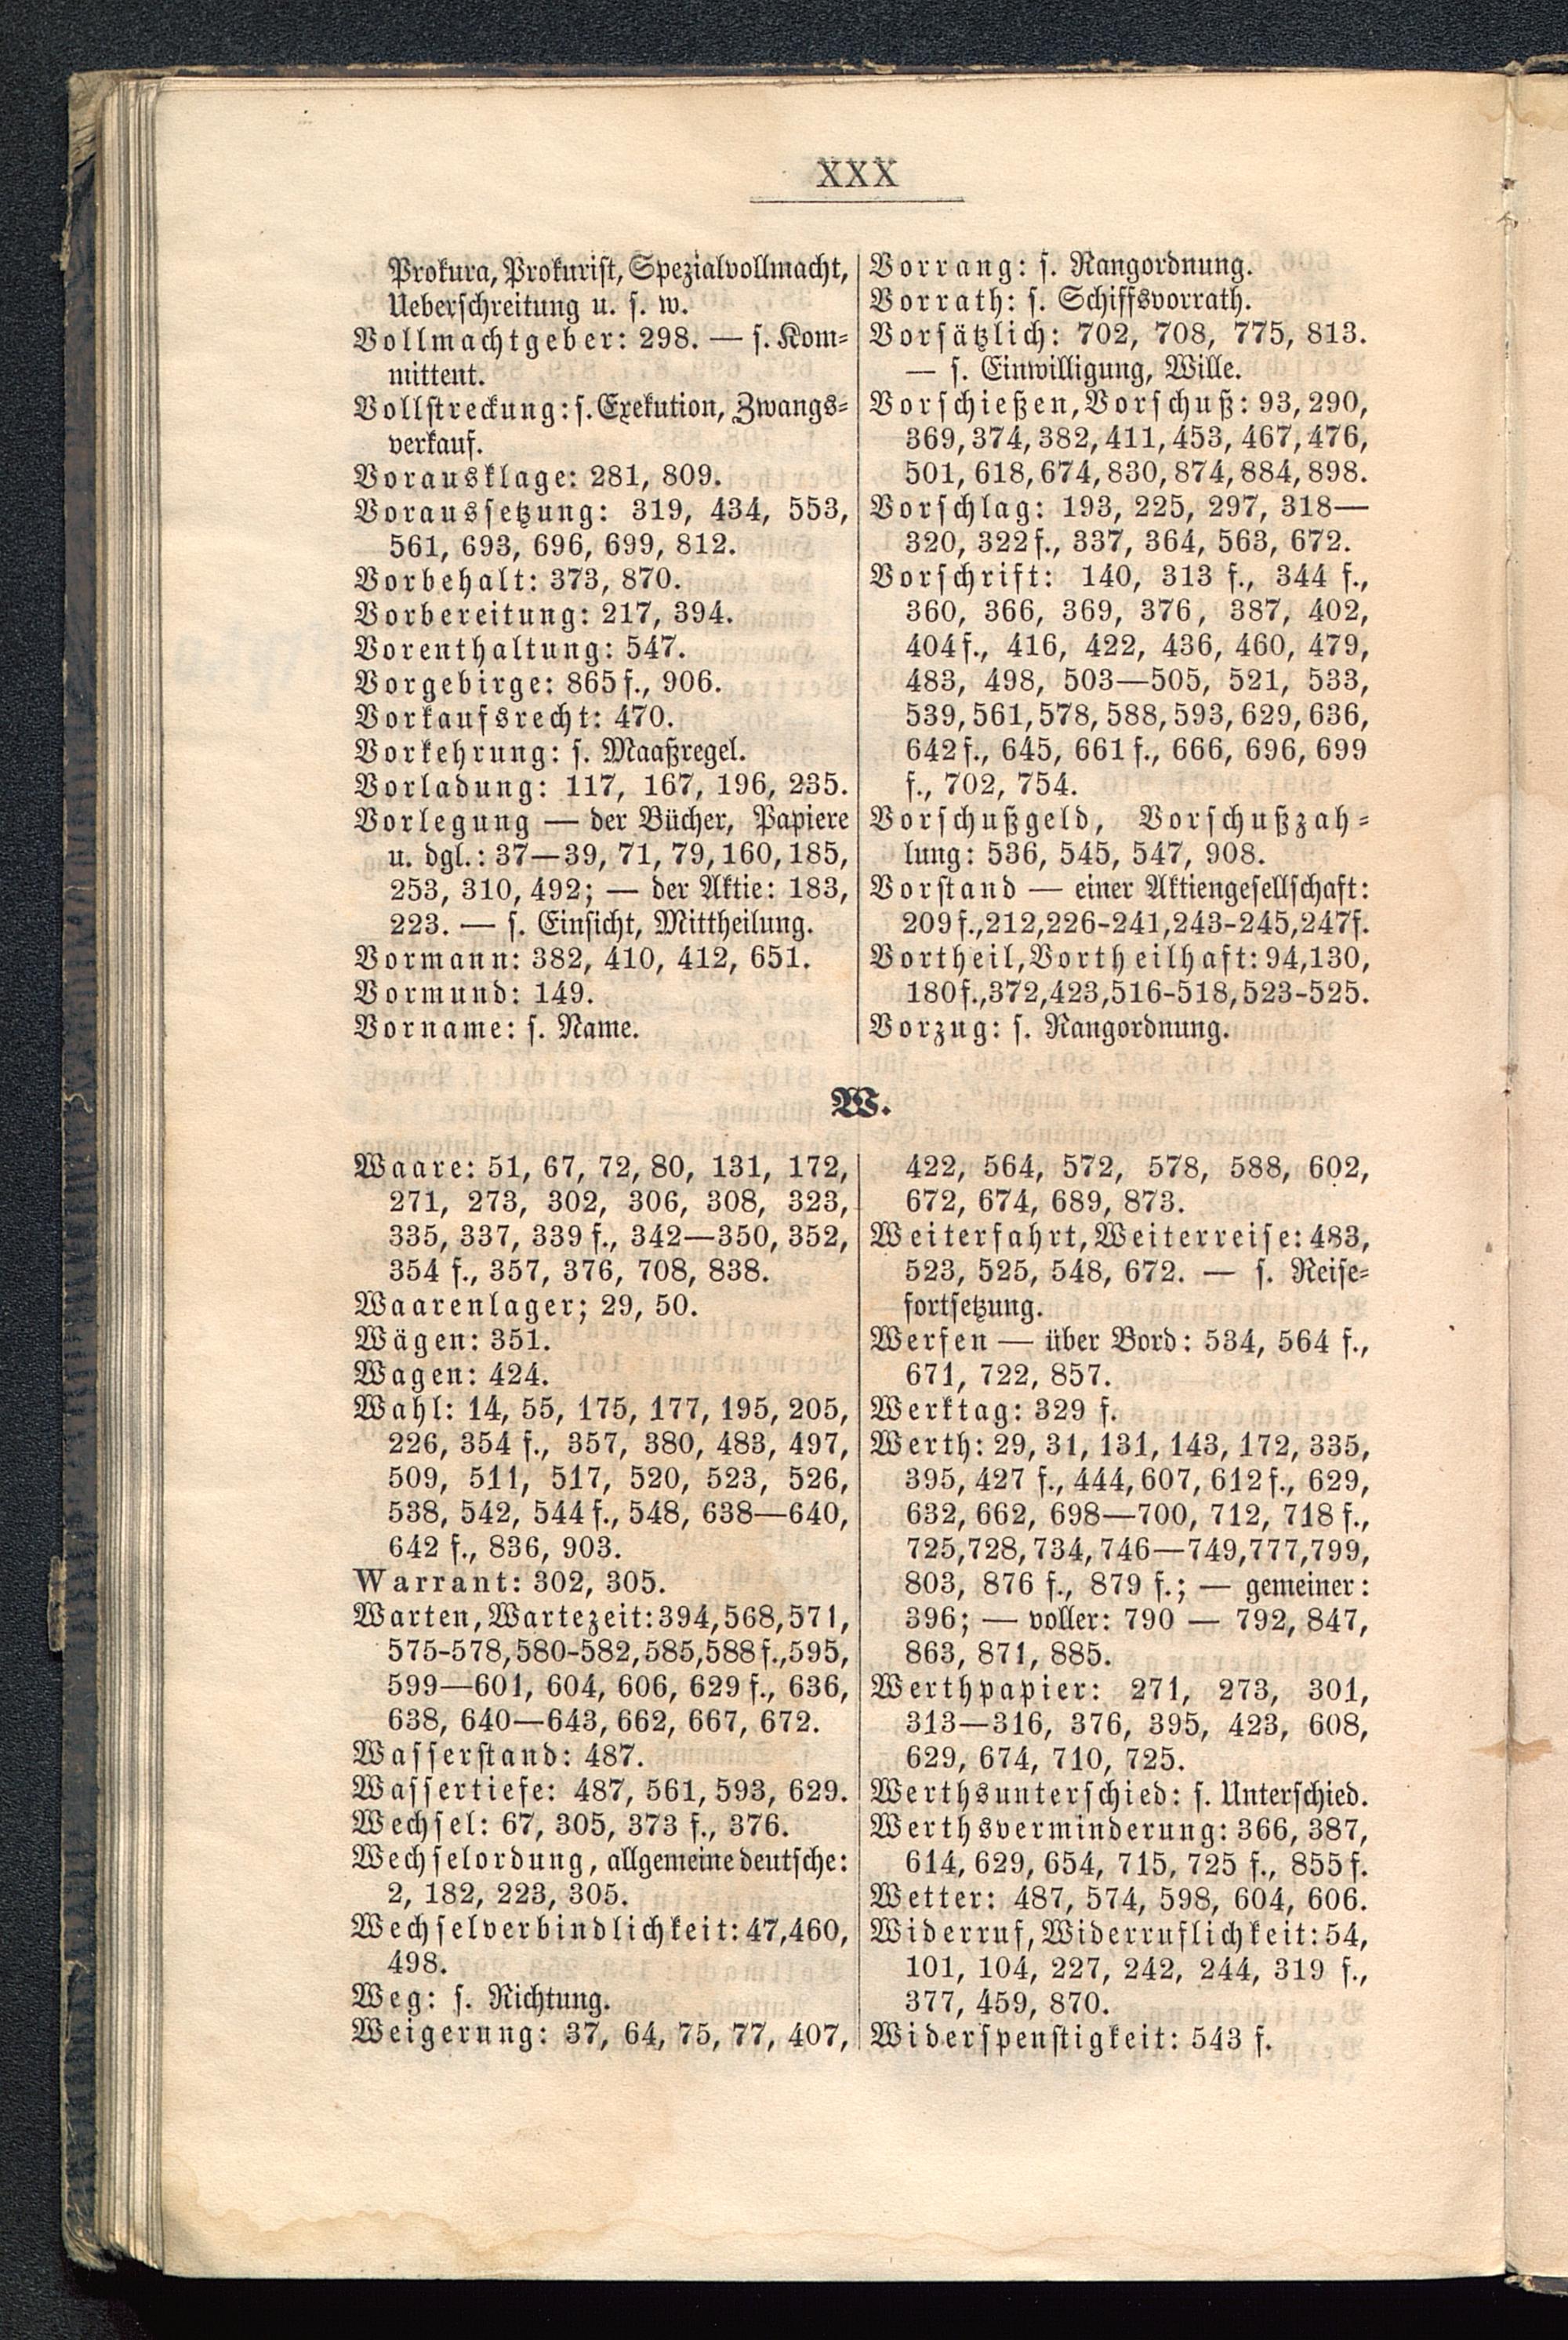 XXX
Prokura, Prokurist, Spezialvollmacht,
Ueberschreitung u. s. w.
Vollmachtgeber: 298. — s. Kom-
mittent.
Vollstreckung: s. Exekution, Zwangs-
verkauf.
Vorausklage: 281, 809.
Voraussetzung: 319, 434, 553,
561, 693, 696, 699, 812.
Vorbehalt: 373, 870.
Vorbereitung: 217, 394.
Vorenthaltung: 547.
Vorgebirge: 865 f., 906.
Vorkaufsrecht: 470.
Vorkehrung: s. Maaßregel.
Vorladung: 117, 167, 196, 235.
Vorlegung — der Bücher, Papiere
u. dgl.: 37—39, 71, 79, 160, 185,
253, 310, 492; — der Aktie: 183,
223. — s. Einsicht, Mittheilung.
Vormann: 382, 410, 412, 651.
Vormund: 149.
Vorname: s. Name.
Vorrang: s. Rangordnung.
Vorrath: s. Schiffsvorrath.
Vorsätzlich: 702, 708, 775, 813.
— s. Einwilligung, Wille.
Vorschießen, Vorschuß: 93, 290,
369, 374, 382, 411, 453, 467, 476,
501, 618, 674, 830, 874, 884, 898.
Vorschlag: 193, 225, 297, 318—
320, 322 f., 337, 364, 563, 672.
Vorschrift: 140, 313 f., 344 f.,
360, 366, 369, 376, 387, 402,
404 f., 416, 422, 436, 460, 479,
483, 498, 503—505, 521, 533,
539, 561, 578, 588, 593, 629, 636,
642 f., 645, 661 f., 666, 696, 699
f., 702, 754.
Vorschußgeld, Vorschußzah-
lung: 536, 545, 547, 908.
Vorstand — einer Aktiengesellschaft:
209 f., 212, 226-241, 243-245, 247 f.
Vortheil, Vortheilhaft: 94, 130,
180 f., 372, 423, 516-518, 523-525.
Vorzug: s. Rangordnung.
W.
Waare: 51, 67, 72, 80, 131, 172,
271, 273, 302, 306, 308, 323,
335, 337, 339 f., 342—350, 352,
354 f., 357, 376, 708, 838.
Waarenlager; 29, 50.
Wägen: 351.
Wagen: 424.
Wahl: 14, 55, 175, 177, 195, 205,
226, 354 f., 357, 380, 483, 497,
509, 511, 517, 520, 523, 526,
538, 542, 544 f., 548, 638—640,
642 f., 836, 903.
Warrant: 302, 305.
Warten, Wartezeit: 394, 568, 571,
575-578, 580-582, 585, 588 f., 595,
599—601, 604, 606, 629 f., 636,
638, 640—643, 662, 667, 672.
Wasserstand: 487.
Wassertiefe: 487, 561, 593, 629.
Wechsel: 67, 305, 373 f., 376.
Wechselordung, allgemeine deutsche:
2, 182, 223, 305.
Wechselverbindlichkeit: 47, 460,
498.
Weg: s. Richtung.
Weigerung: 37, 64, 75, 77, 407,
422, 564, 572, 578, 588, 602,
672, 674, 689, 873.
Weiterfahrt, Weiterreise: 483,
523, 525, 548, 672. — s. Reise-
fortsetzung.
Werfen — über Bord: 534, 564 f.,
671, 722, 857.
Werktag: 329 f.
Werth: 29, 31, 131, 143, 172, 335,
395, 427 f., 444, 607, 612 f., 629,
632, 662, 698—700, 712, 718 f.,
725, 728, 734, 746—749, 777, 799,
803, 876 f., 879 f.; — gemeiner:
396; — voller: 790 — 792, 847,
863, 871, 885.
Werthpapier: 271, 273, 301,
313—316, 376, 395, 423, 608,
629, 674, 710, 725.
Werthsunterschied: s. Unterschied.
Werthsverminderung: 366, 387,
614, 629, 654, 715, 725 f., 855 f.
Wetter: 487, 574, 598, 604, 606.
Widerruf, Widerruflichkeit: 54,
101, 104, 227, 242, 244, 319 f.,
377, 459, 870.
Widerspenstigkeit: 543 f.